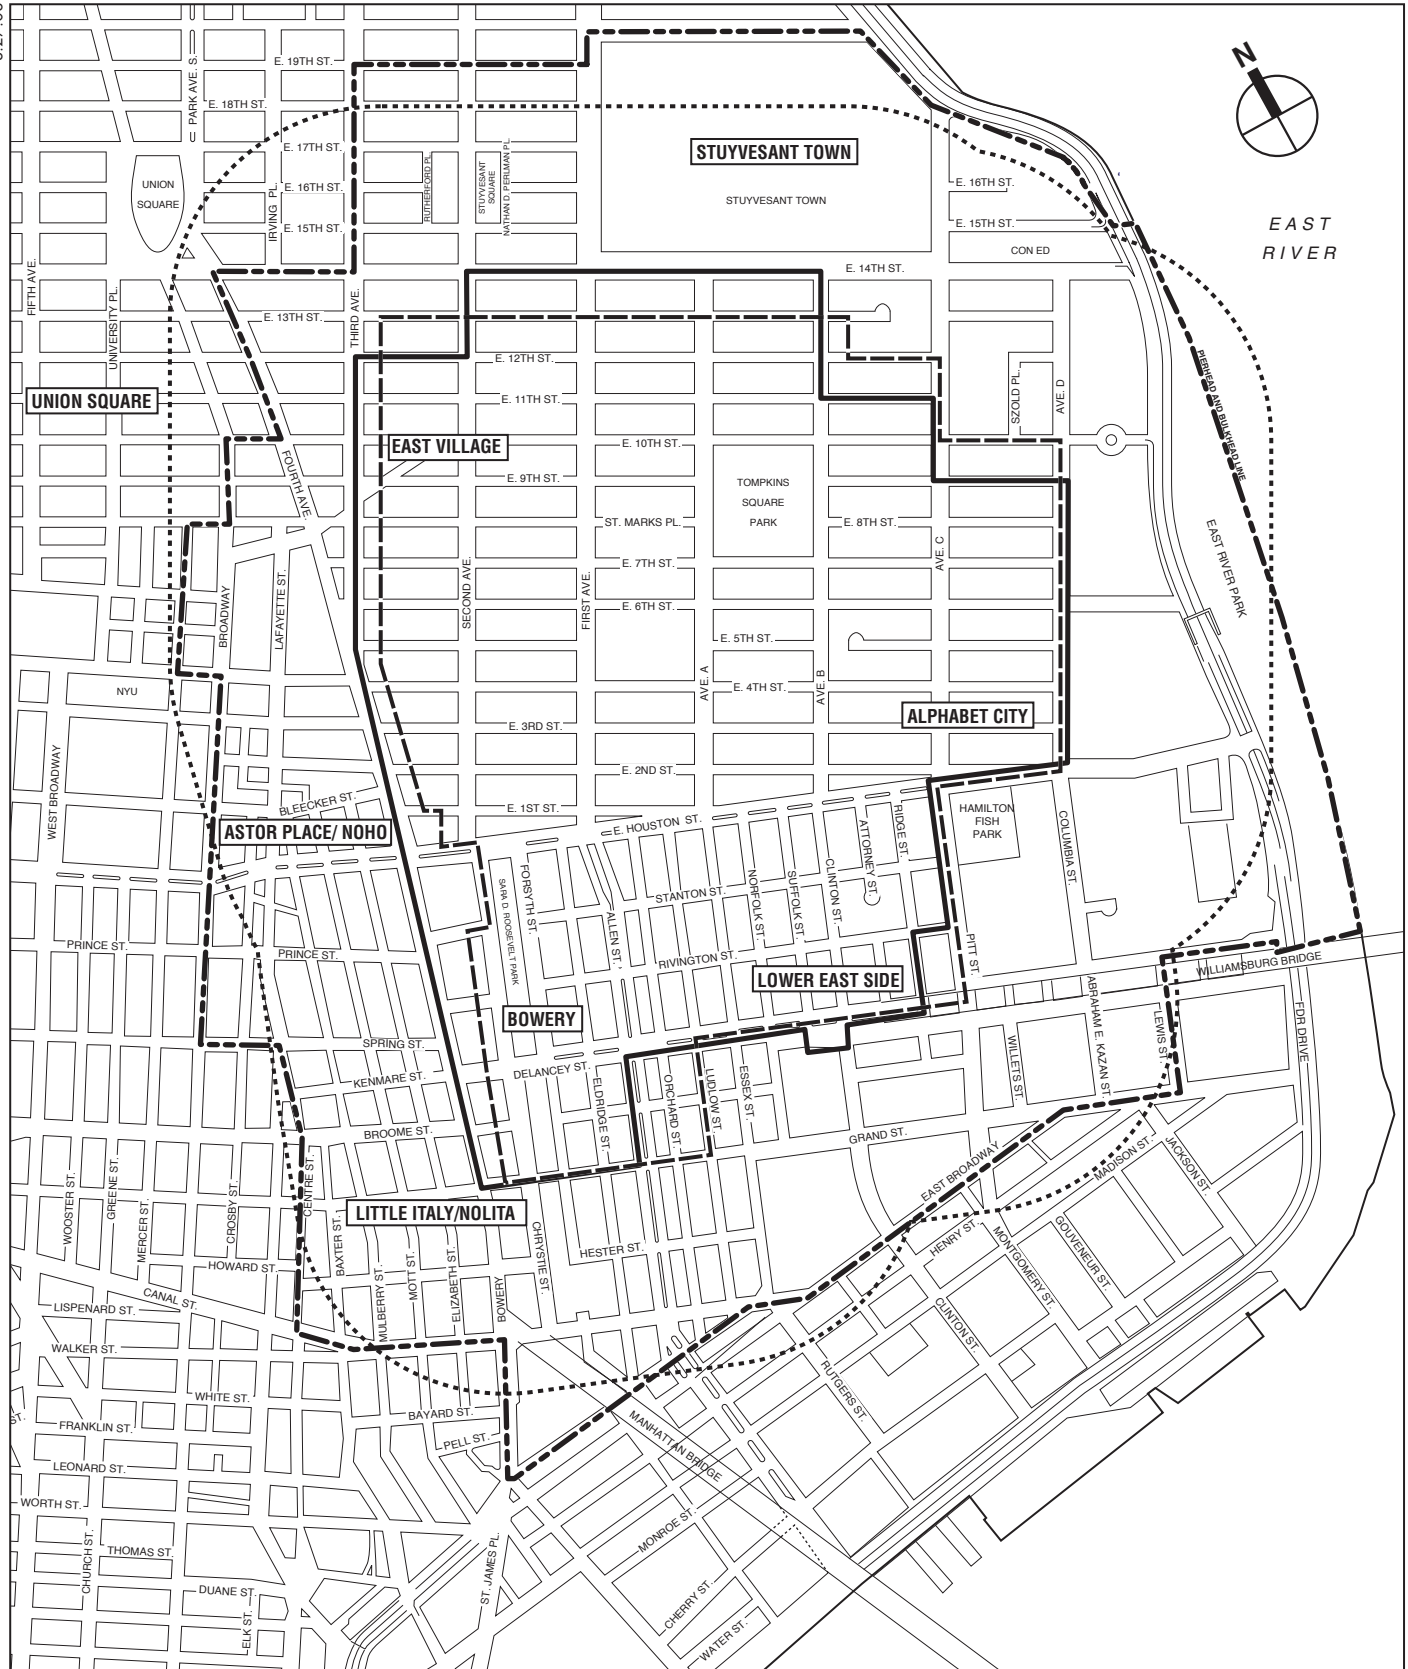 E. 19TH ST.
PARK AVE. S.
E. 18TH ST.
E. 17TH ST.
UNION
SQUARE
E. 16TH ST.
IRVING PL.
E. 15TH ST.
RUTHERFORD PL.
STUYVESANT
SQUARE
NATHAN D. PERLMAN PL.
STUYVESANT TOWN
STUYVESANT TOWN
E. 16TH ST.
E. 15TH ST.
CON ED
N
EAST
RIVER
E. 14TH ST.
FIFTH AVE.
UNIVERSITY PL.
E. 13TH ST.
THIRD AVE.
E. 12TH ST.
UNION SQUARE
E. 11TH ST.
SZOLD PL.
AVE. D
PIERHEAD AND BULKHEAD LINE
EAST VILLAGE
E. 10TH ST.
FOURTH AVE.
E. 9TH ST.
TOMPKINS
SQUARE
PARK
ST. MARKS PL.
E. 8TH ST.
AVE. C
EAST RIVER PARK
E. 7TH ST.
SECOND AVE.
FIRST AVE.
E. 6TH ST.
BROADWAY
LAFAYETTE ST.
E. 5TH ST.
NYU
AVE. A
E. 4TH ST.
AVE. B
ALPHABET CITY
E. 3RD ST.
WEST BROADWAY
E. 2ND ST.
BLEECKER ST.
E. 1ST ST.
ASTOR PLACE/ NOHO
E. HOUSTON ST.
RIDGE ST.
ATTORNEY ST.
HAMILTON
FISH
PARK
COLUMBIA ST.
SARA D. ROOSEVELT PARK
FORSYTH ST.
ALLEN ST.
STANTON ST.
NORFOLK ST.
SUFFOLK ST.
CLINTON ST.
PRINCE ST.
PRINCE ST.
RIVINGTON ST.
PITT ST.
LOWER EAST SIDE
WILLIAMSBURG BRIDGE
BOWERY
SPRING ST.
KENMARE ST.
DELANCEY ST.
ELDRIDGE ST.
ORCHARD ST.
LUDLOW ST.
ESSEX ST.
WILLETS ST.
ABRAHAM E. KAZAN ST.
LEWIS ST.
FDR DRIVE
BROOME ST.
GRAND ST.
EAST BROADWAY
MADISON ST.
JACKSON ST.
WOOSTER ST.
GREENE ST.
MERCER ST.
CROSBY ST.
CENTRE ST.
LITTLE ITALY/NOLITA
BAXTER ST.
MULBERRY ST.
MOTT ST.
ELIZABETH ST.
BOWERY
CHRYSTIE ST.
HESTER ST.
HENRY ST.
MONTGOMERY ST.
GOUVENEUR ST.
HOWARD ST.
CANAL ST.
LISPENARD ST.
CLINTON ST.
WALKER ST.
RUTGERS ST.
WHITE ST.
BAYARD ST.
FRANKLIN ST.
ST.
PELL ST.
MANHATTAN BRIDGE
LEONARD ST.
WORTH ST.
MONROE ST.
CHURCH ST.
THOMAS ST.
ST. JAMES PL.
DUANE ST.
ELK ST.
CHERRY ST.
WATER ST.